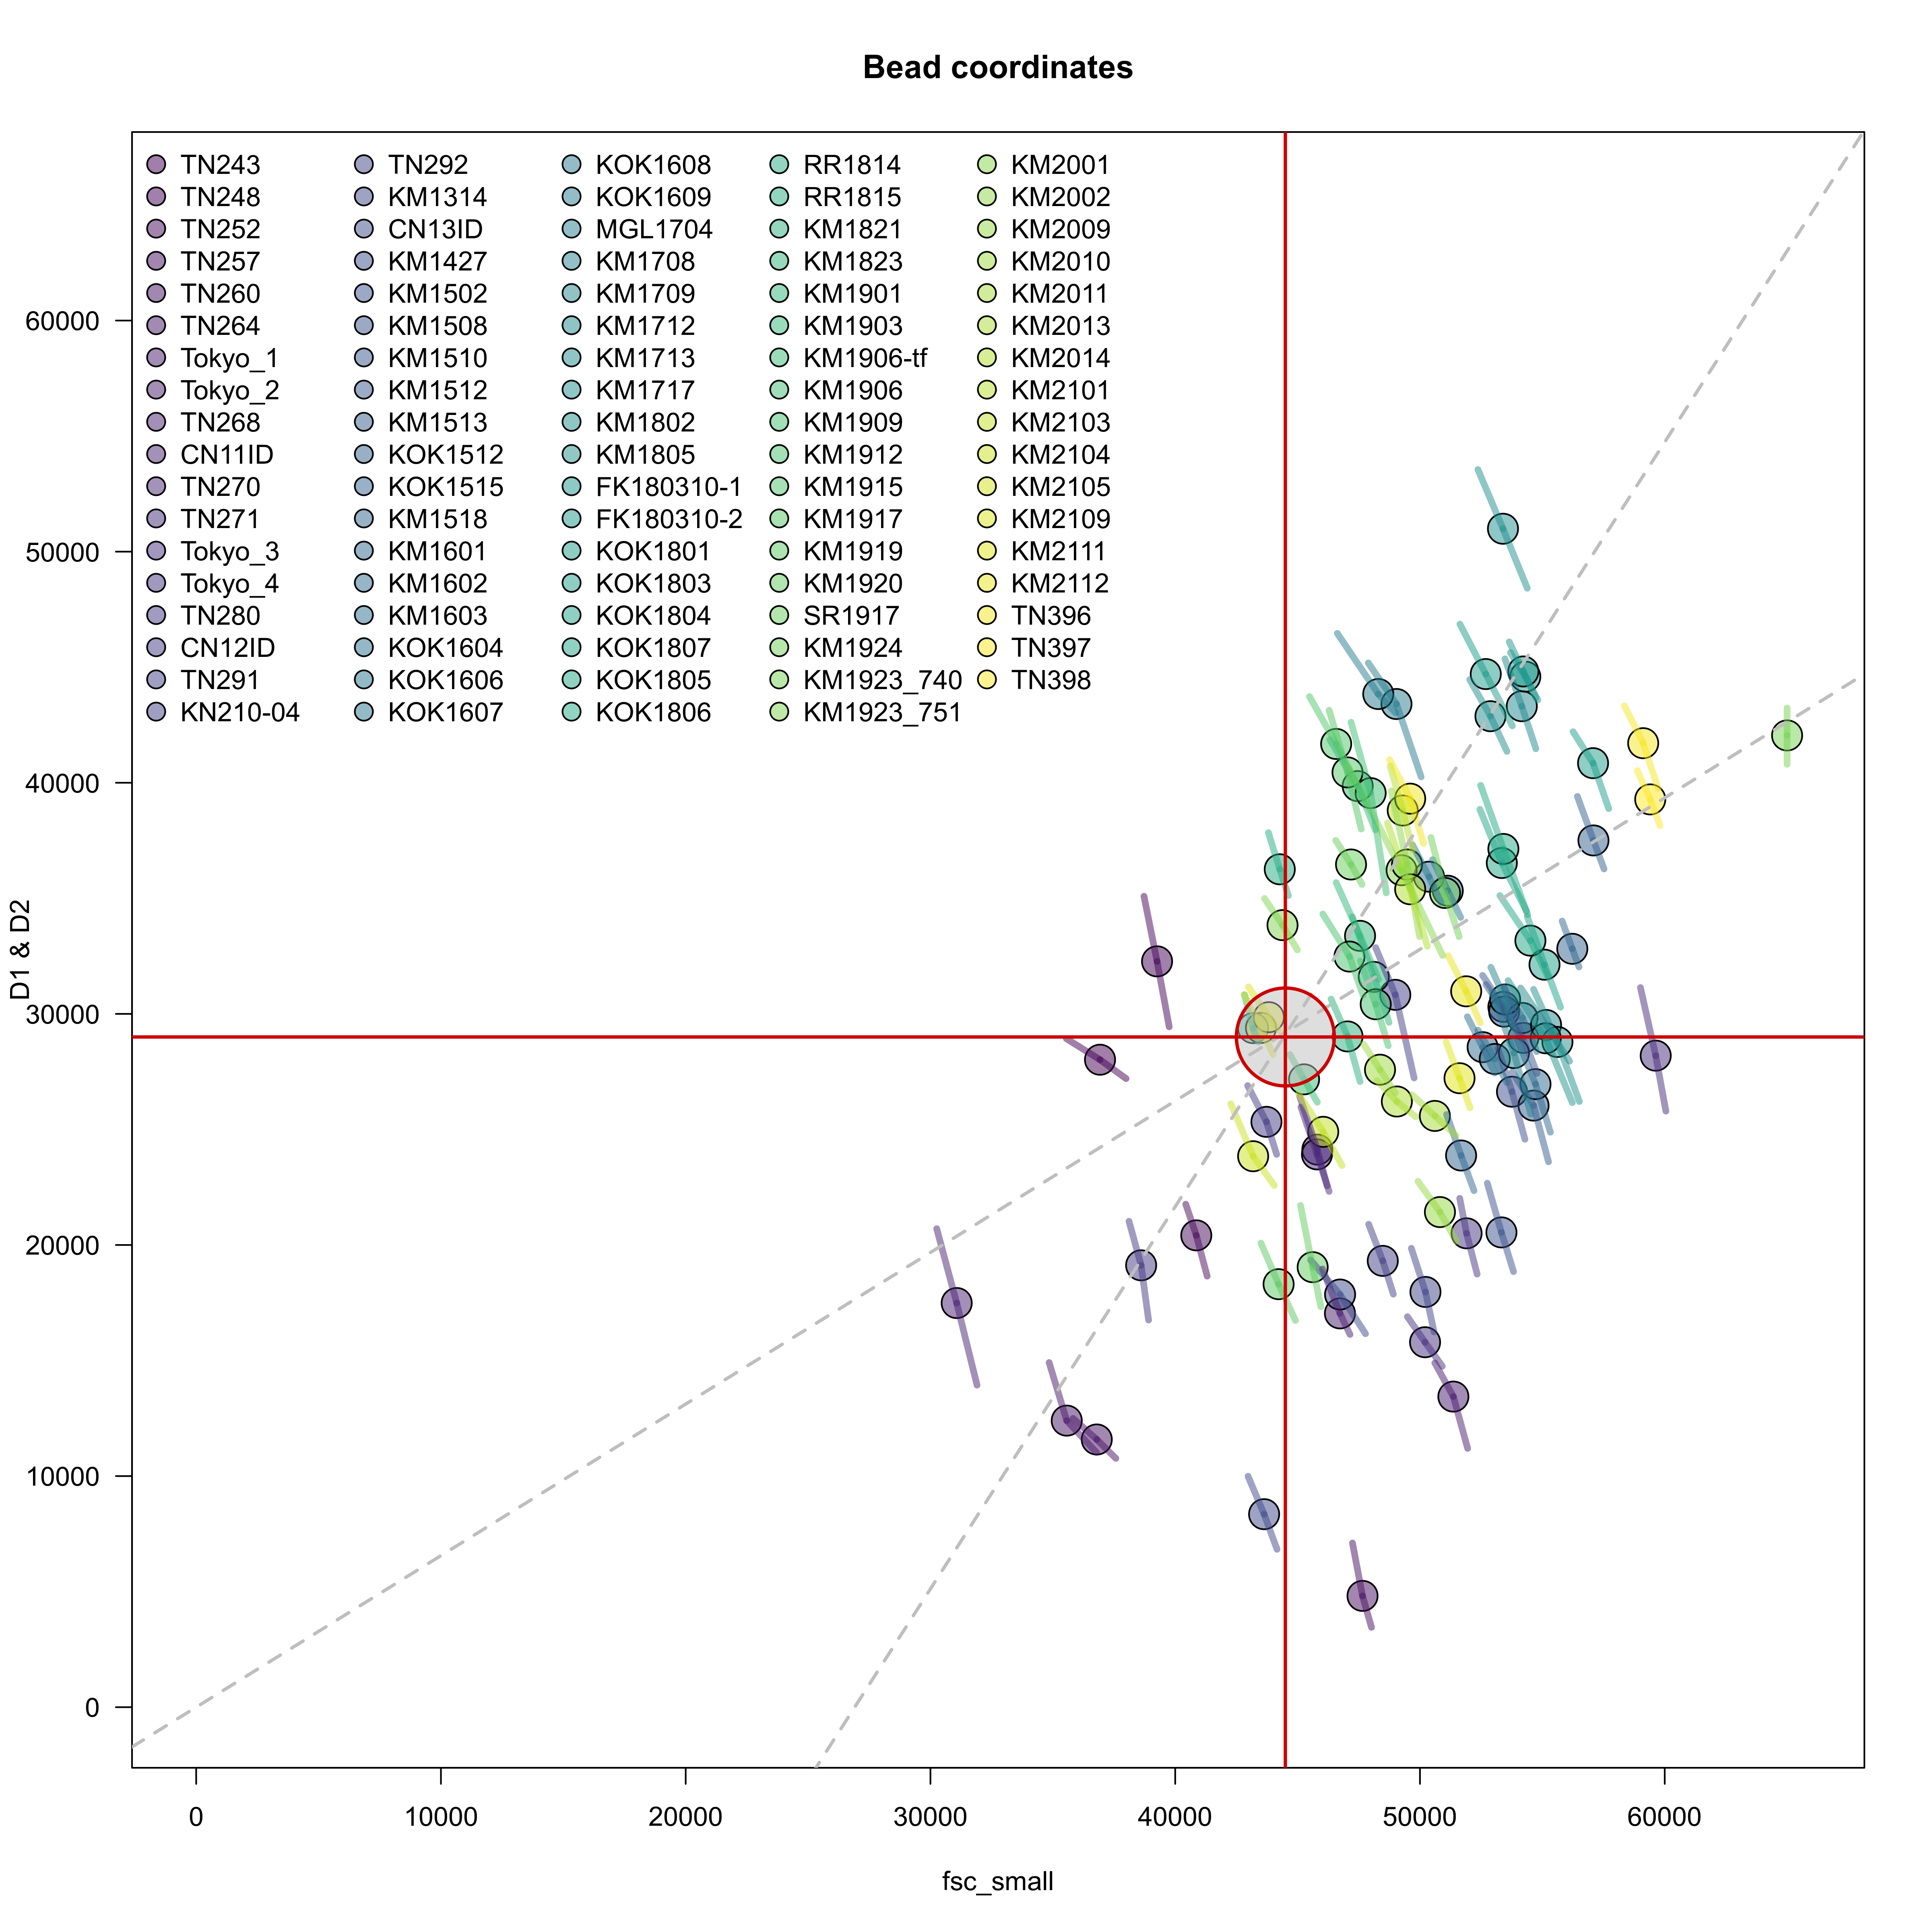 Bead coordinates
TN243
TN248
TN252
TN257
TN260
TN264
Tokyo_1
Tokyo_2
TN268
CN11ID
TN270
TN271
Tokyo_3
Tokyo_4
TN280
CN12ID
TN291
KN210-04
TN292
KM1314
CN13ID
KM1427
KM1502
KM1508
KM1510
KM1512
KM1513
KOK1512
KOK1515
KM1518
KM1601
KM1602
KM1603
KOK1604
KOK1606
KOK1607
KOK1608
KOK1609
MGL1704
KM1708
KM1709
KM1712
KM1713
KM1717
KM1802
KM1805
FK180310-1
FK180310-2
KOK1801
KOK1803
KOK1804
KOK1807
KOK1805
KOK1806
RR1814
RR1815
KM1821
KM1823
KM1901
KM1903
KM1906-tf
KM1906
KM1909
KM1912
KM1915
KM1917
KM1919
KM1920
SR1917
KM1924
KM1923_740
KM1923_751
KM2001
KM2002
KM2009
KM2010
KM2011
KM2013
KM2014
KM2101
KM2103
KM2104
KM2105
KM2109
KM2111
KM2112
TN396
TN397
TN398
D1 & D2
60000
50000
40000
30000
20000
10000
0
0
10000
20000
30000
40000
50000
60000
fsc_small